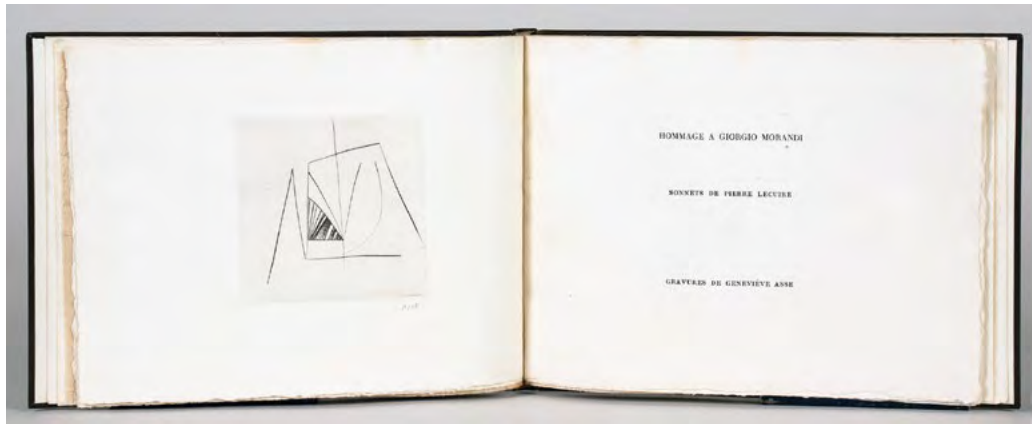 HOMMAGE A GIORGIO MORANDI
SONNETS DE PIERRE LECUIRE
GRAVURES DE GENEVIÈVE ASSE